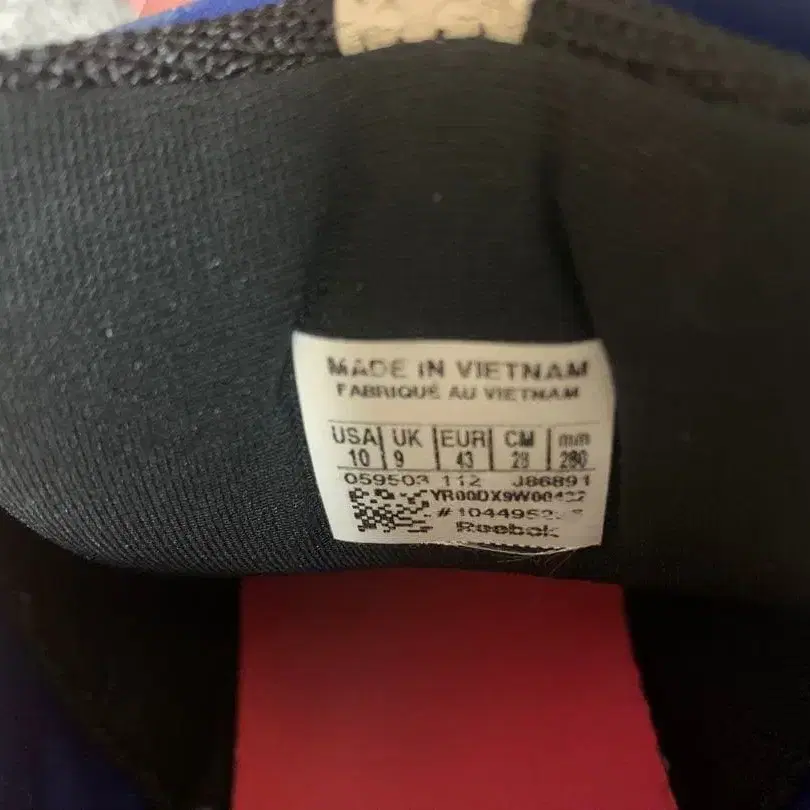 MADE IN VIETNAM
FABRIQUÉ AU VIETNAM
USA UK EUR CM mm
10 9 43 28 280
059503 112 J86891
Reebok